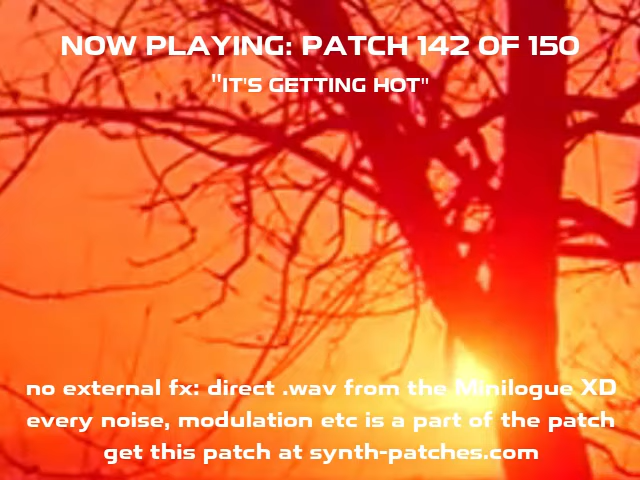 NOW PLAYING: PATCH 142 OF 150
"IT'S GETTING HOT"
no external fx: direct .wav from the Minilogue XD
every noise, modulation etc is a part of the patch
get this patch at synth-patches.com